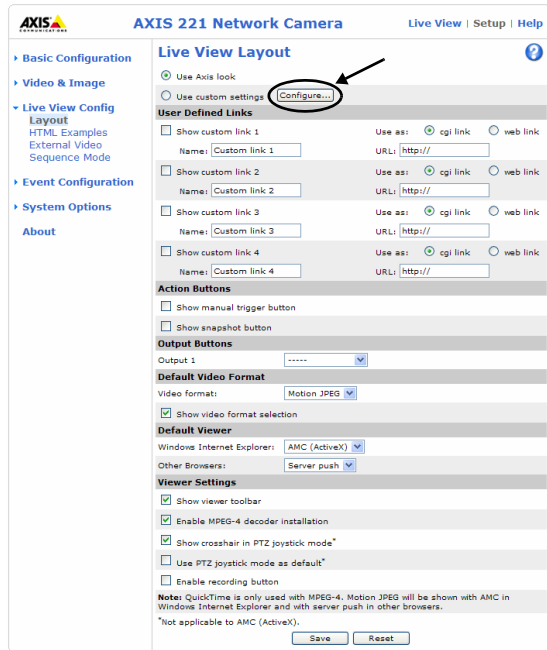 AXIS
COMMUNICATIONS
AXIS 221 Network Camera
Live View | Setup | Help
Basic Configuration
Video & Image
Live View Config
Layout
HTML Examples
External Video
Sequence Mode
Event Configuration
System Options
About
Live View Layout
?
Use Axis look
Use custom settings Configure...
User Defined Links
Show custom link 1 Use as: cgi link web link
Name: Custom link 1 URL: http://
Show custom link 2 Use as: cgi link web link
Name: Custom link 2 URL: http://
Show custom link 3 Use as: cgi link web link
Name: Custom link 3 URL: http://
Show custom link 4 Use as: cgi link web link
Name: Custom link 4 URL: http://
Action Buttons
Show manual trigger button
Show snapshot button
Output Buttons
Output 1 -----
Default Video Format
Video format: Motion JPEG
Show video format selection
Default Viewer
Windows Internet Explorer: AMC (ActiveX)
Other Browsers: Server push
Viewer Settings
Show viewer toolbar
Enable MPEG-4 decoder installation
Show crosshair in PTZ joystick mode*
Use PTZ joystick mode as default*
Enable recording button
Note: QuickTime is only used with MPEG-4. Motion JPEG will be shown with AMC in
Windows Internet Explorer and with server push in other browsers.
*Not applicable to AMC (ActiveX).
Save Reset